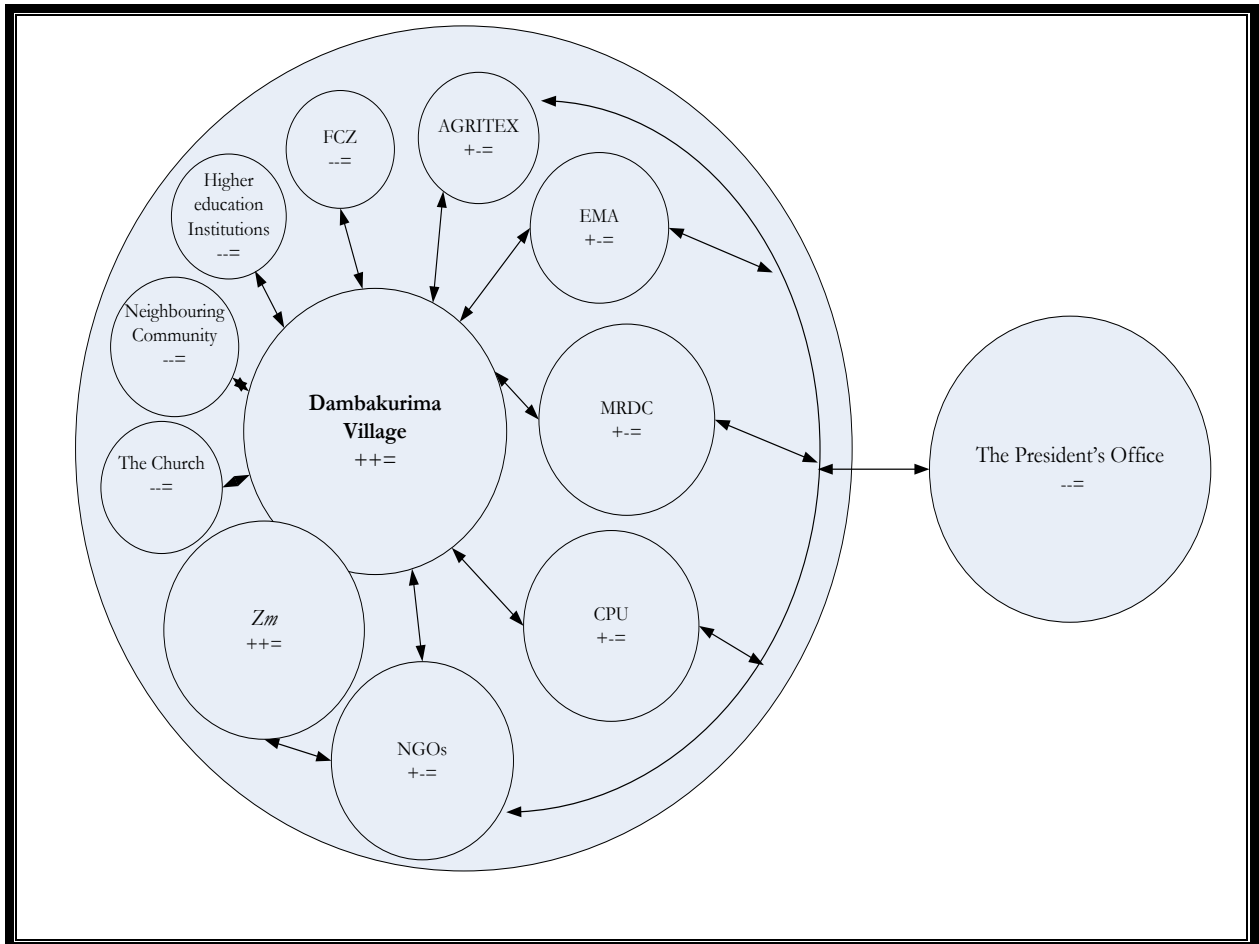 FCZ
--=
AGRITEX
+-=
Higher
education
Institutions
--=
EMA
+-=
Neighbouring
Community
--=
Dambakurima
Village
++=
MRDC
+-=
The President's Office
--=
The Church
--=
Zm
++=
CPU
+-=
NGOs
+-=